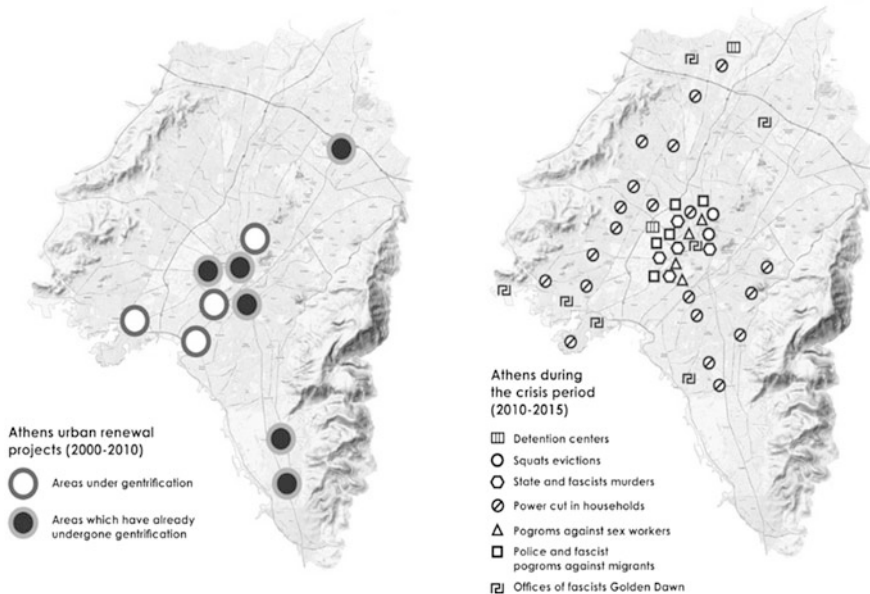 Athens urban renewal
projects (2000-2010)
Areas under gentrification
Areas which have already
undergone gentrification
Athens during
the crisis period
(2010-2015)
Detention centers
Squats evictions
State and fascists murders
Power cut in households
Pogroms against sex workers
Police and fascist
pogroms against migrants
Offices of fascists Golden Dawn